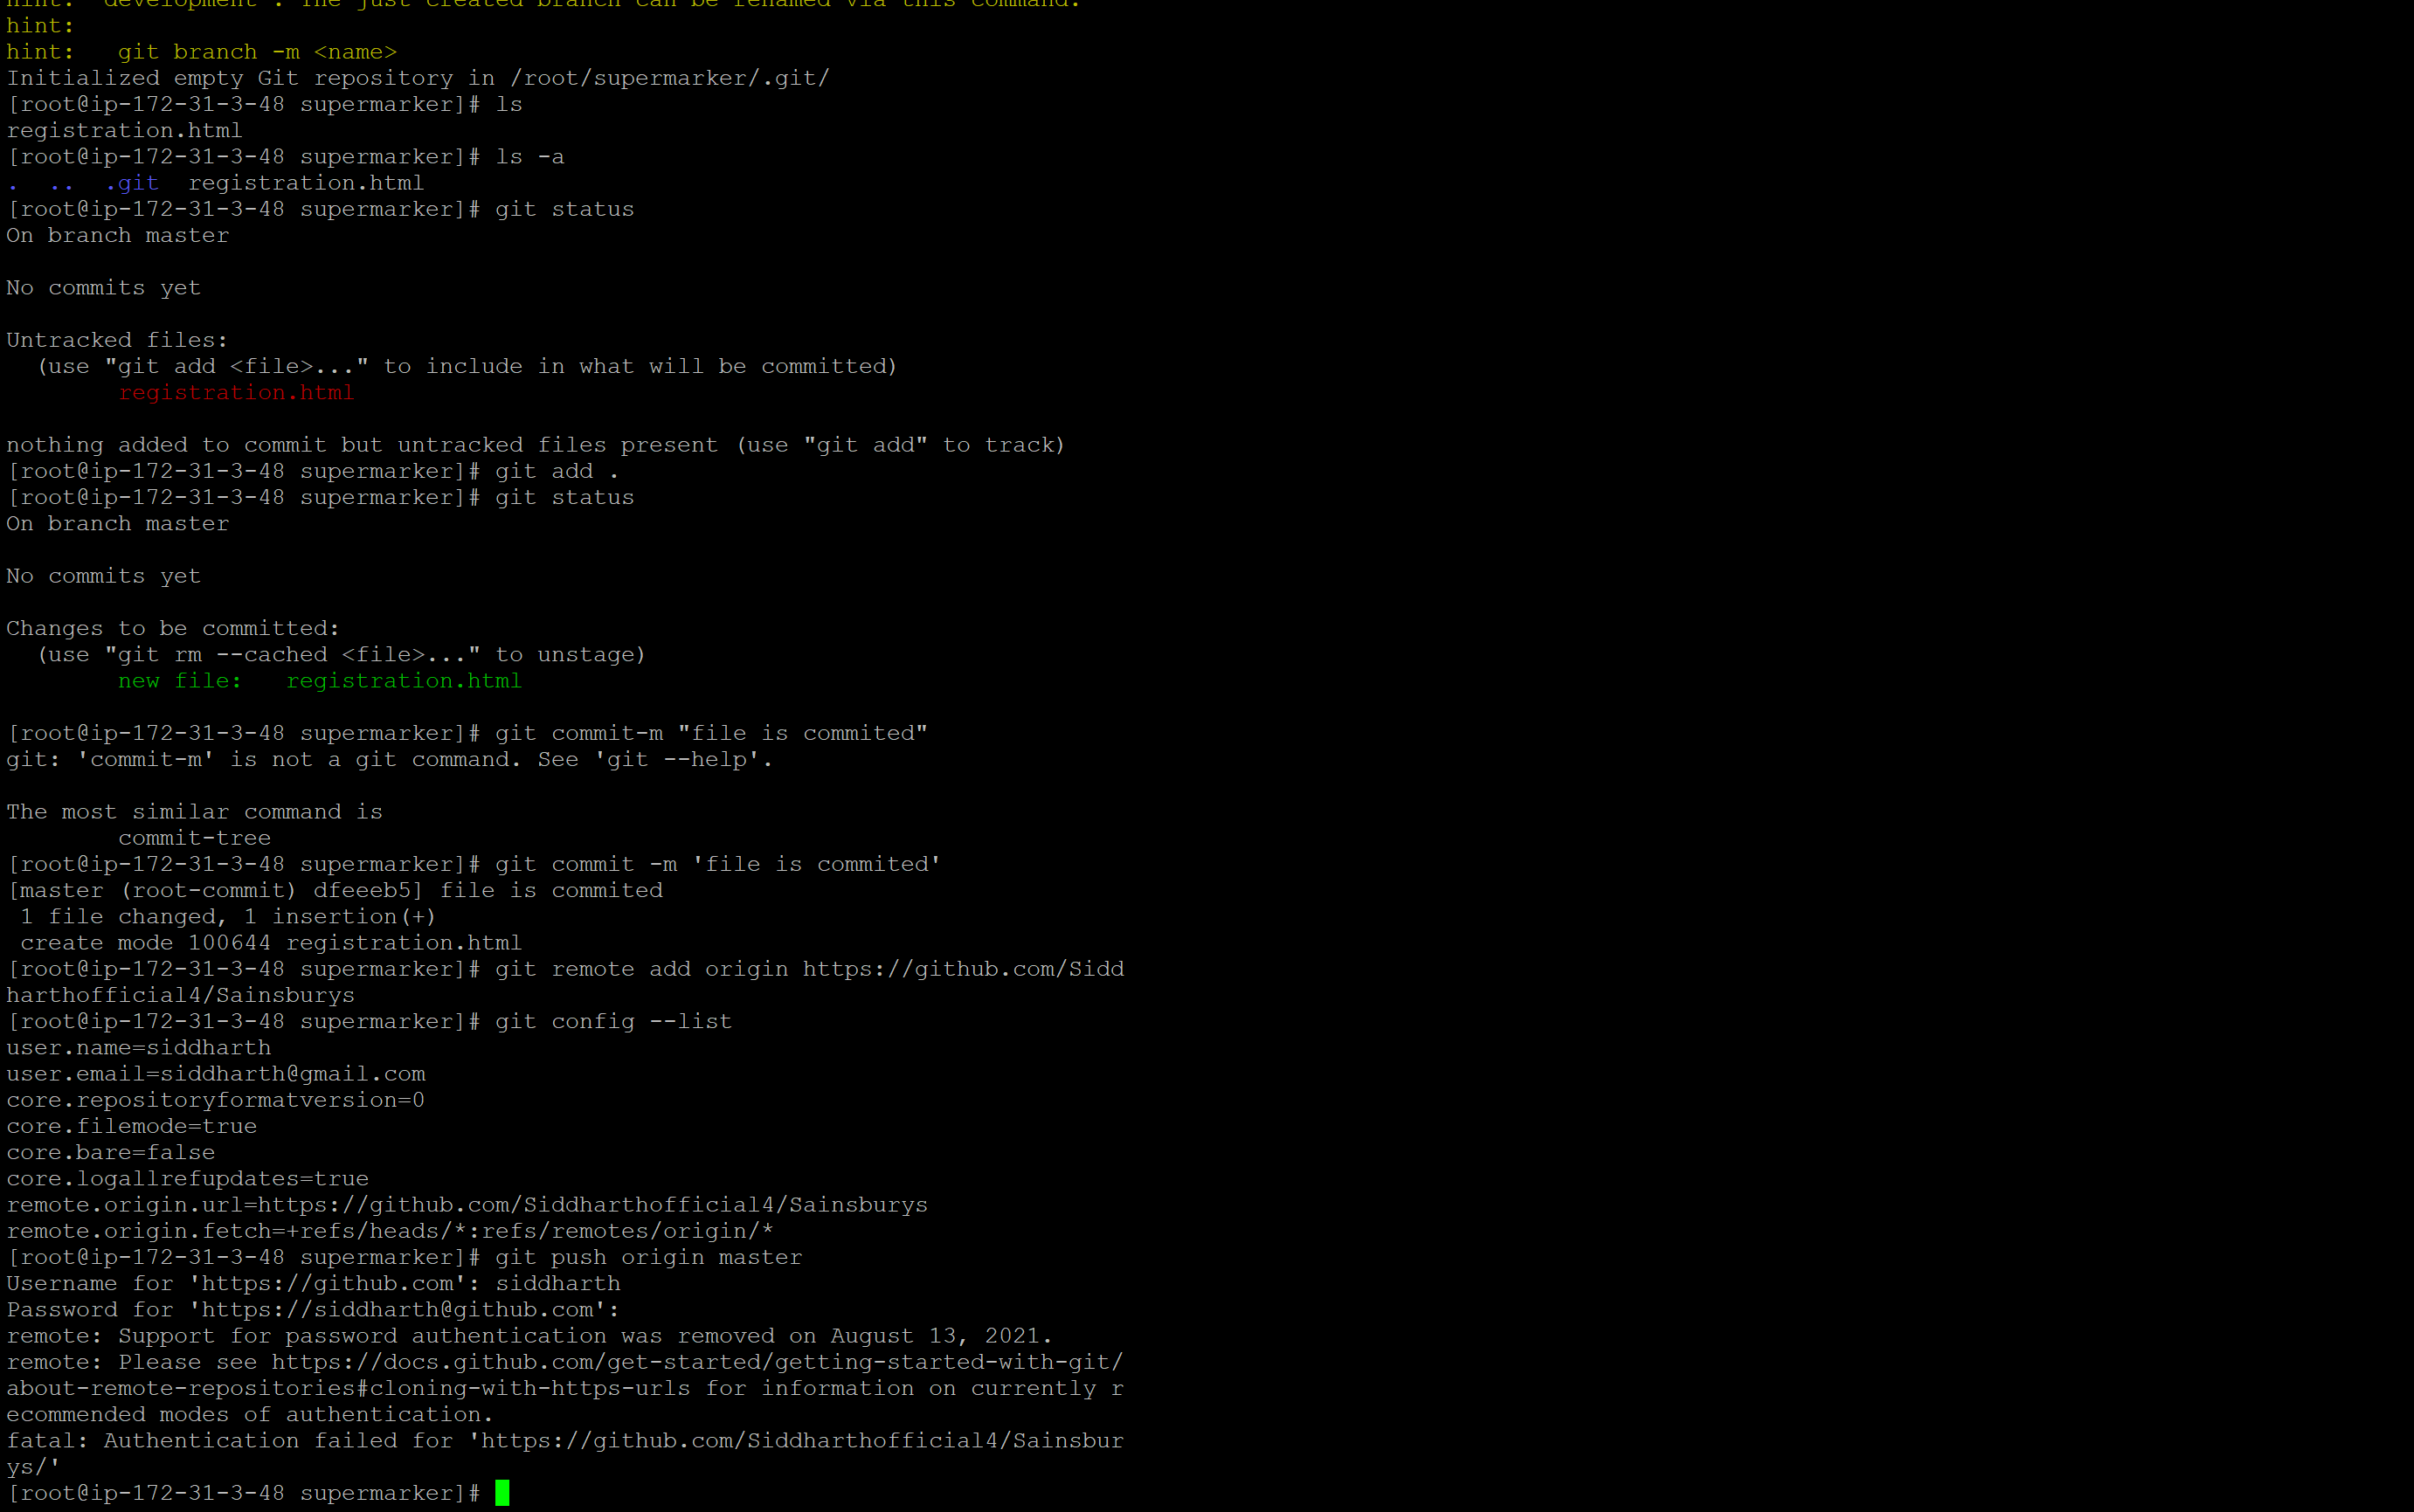 hint: 'development'. The just created branch can be renamed via this command.
hint:
hint:   git branch -m <name>
Initialized empty Git repository in /root/supermarker/.git/
[root@ip-172-31-3-48 supermarker]# ls
registration.html
[root@ip-172-31-3-48 supermarker]# ls -a
.  ..  .git  registration.html
[root@ip-172-31-3-48 supermarker]# git status
On branch master

No commits yet

Untracked files:
  (use "git add <file>..." to include in what will be committed)
        registration.html

nothing added to commit but untracked files present (use "git add" to track)
[root@ip-172-31-3-48 supermarker]# git add .
[root@ip-172-31-3-48 supermarker]# git status
On branch master

No commits yet

Changes to be committed:
  (use "git rm --cached <file>..." to unstage)
        new file:   registration.html

[root@ip-172-31-3-48 supermarker]# git commit-m "file is commited"
git: 'commit-m' is not a git command. See 'git --help'.

The most similar command is
        commit-tree
[root@ip-172-31-3-48 supermarker]# git commit -m 'file is commited'
[master (root-commit) dfeeeb5] file is commited
 1 file changed, 1 insertion(+)
 create mode 100644 registration.html
[root@ip-172-31-3-48 supermarker]# git remote add origin https://github.com/Sidd
harthofficial4/Sainsburys
[root@ip-172-31-3-48 supermarker]# git config --list
user.name=siddharth
user.email=siddharth@gmail.com
core.repositoryformatversion=0
core.filemode=true
core.bare=false
core.logallrefupdates=true
remote.origin.url=https://github.com/Siddharthofficial4/Sainsburys
remote.origin.fetch=+refs/heads/*:refs/remotes/origin/*
[root@ip-172-31-3-48 supermarker]# git push origin master
Username for 'https://github.com': siddharth
Password for 'https://siddharth@github.com':
remote: Support for password authentication was removed on August 13, 2021.
remote: Please see https://docs.github.com/get-started/getting-started-with-git/
about-remote-repositories#cloning-with-https-urls for information on currently r
ecommended modes of authentication.
fatal: Authentication failed for 'https://github.com/Siddharthofficial4/Sainsbur
ys/'
[root@ip-172-31-3-48 supermarker]#